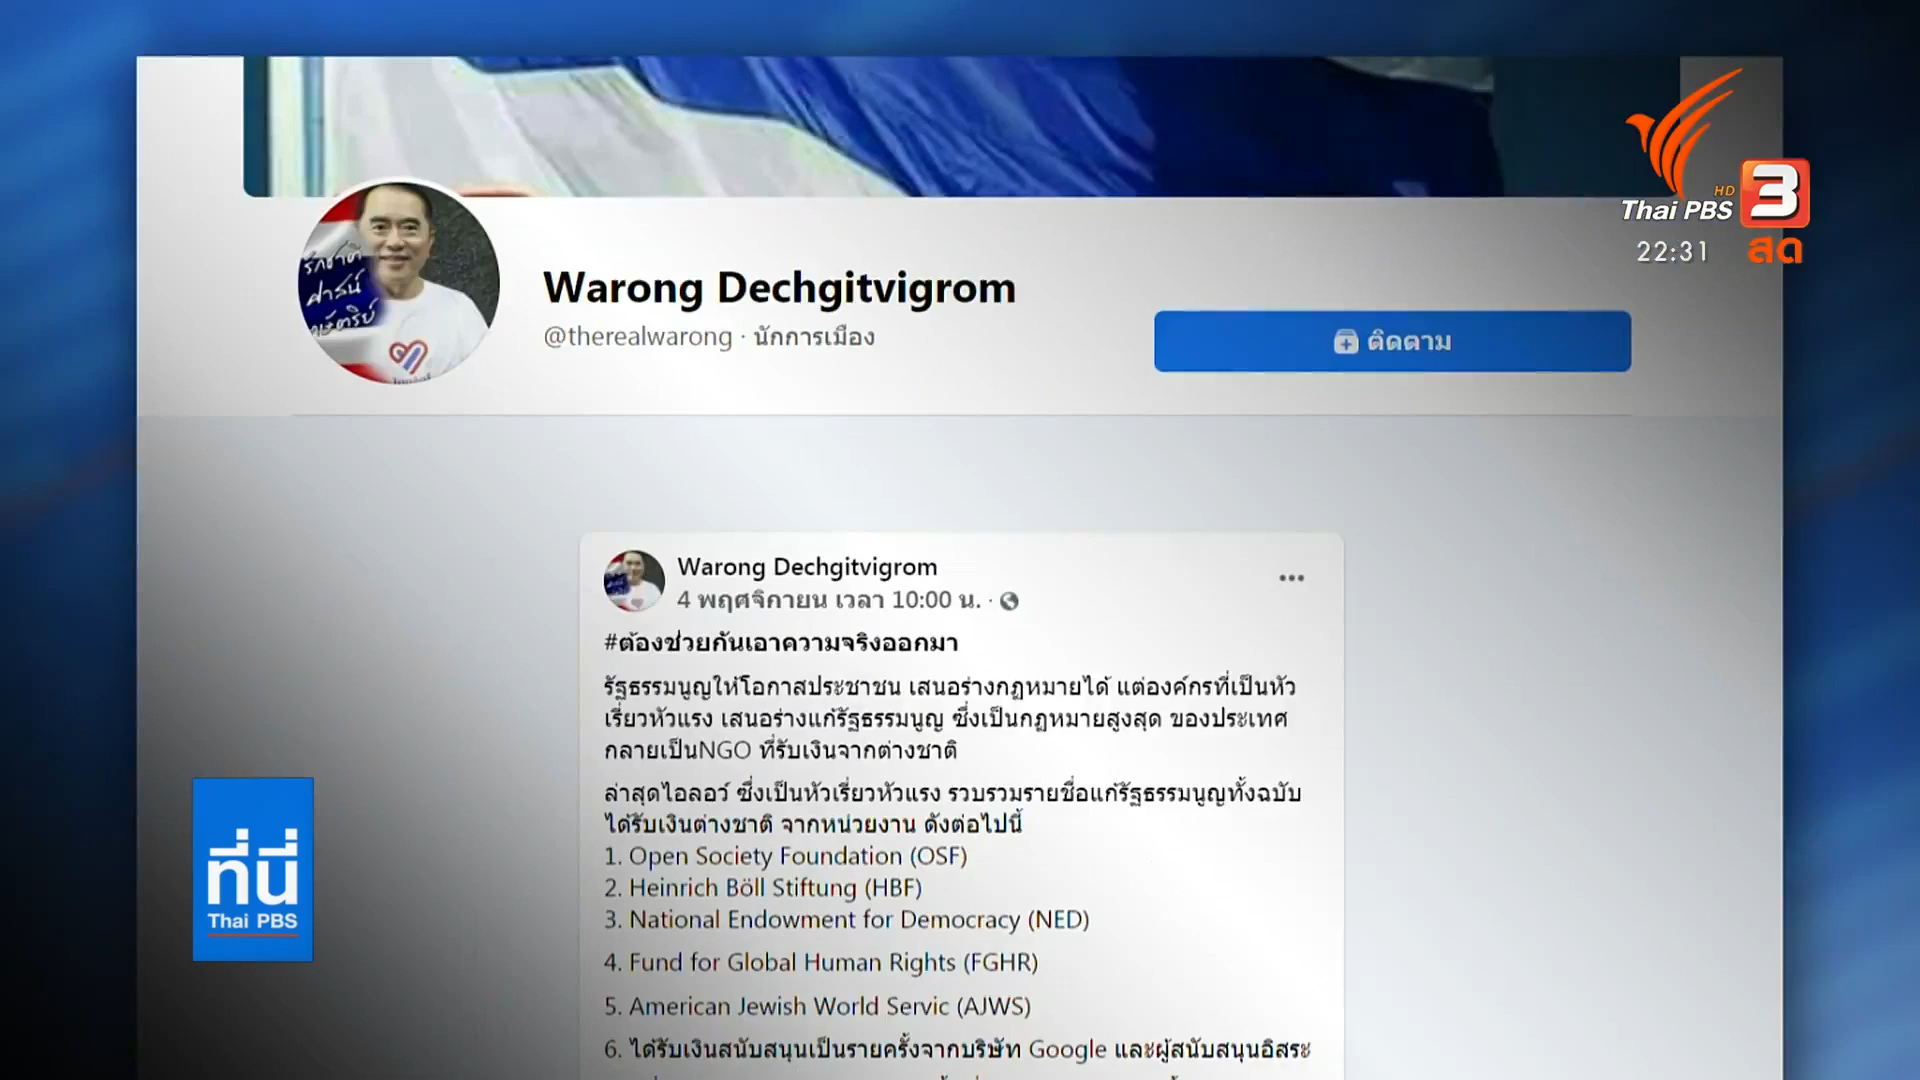 HD
Thai PBS 3
22:31 สด
รักชาติ
ศาสน์
กษัตริย์
Warong Dechgitvigrom
@therealwarong · นักการเมือง
ติดตาม
Warong Dechgitvigrom
4 พฤศจิกายน เวลา 10:00 น. ·
#ต้องช่วยกันเอาความจริงออกมา
รัฐธรรมนูญให้โอกาสประชาชน เสนอร่างกฎหมายได้ แต่องค์กรที่เป็นหัว
เรี่ยวหัวแรง เสนอร่างแก้รัฐธรรมนูญ ซึ่งเป็นกฎหมายสูงสุด ของประเทศ
กลายเป็นNGO ที่รับเงินจากต่างชาติ
ล่าสุดไอลอว์ ซึ่งเป็นหัวเรี่ยวหัวแรง รวบรวมรายชื่อแก้รัฐธรรมนูญทั้งฉบับ
ได้รับเงินต่างชาติ จากหน่วยงาน ดังต่อไปนี้
1. Open Society Foundation (OSF)
2. Heinrich Böll Stiftung (HBF)
3. National Endowment for Democracy (NED)
4. Fund for Global Human Rights (FGHR)
5. American Jewish World Servic (AJWS)
6. ได้รับเงินสนับสนุนเป็นรายครั้งจากบริษัท Google และผู้สนับสนุนอิสระ
ที่นี่
Thai PBS